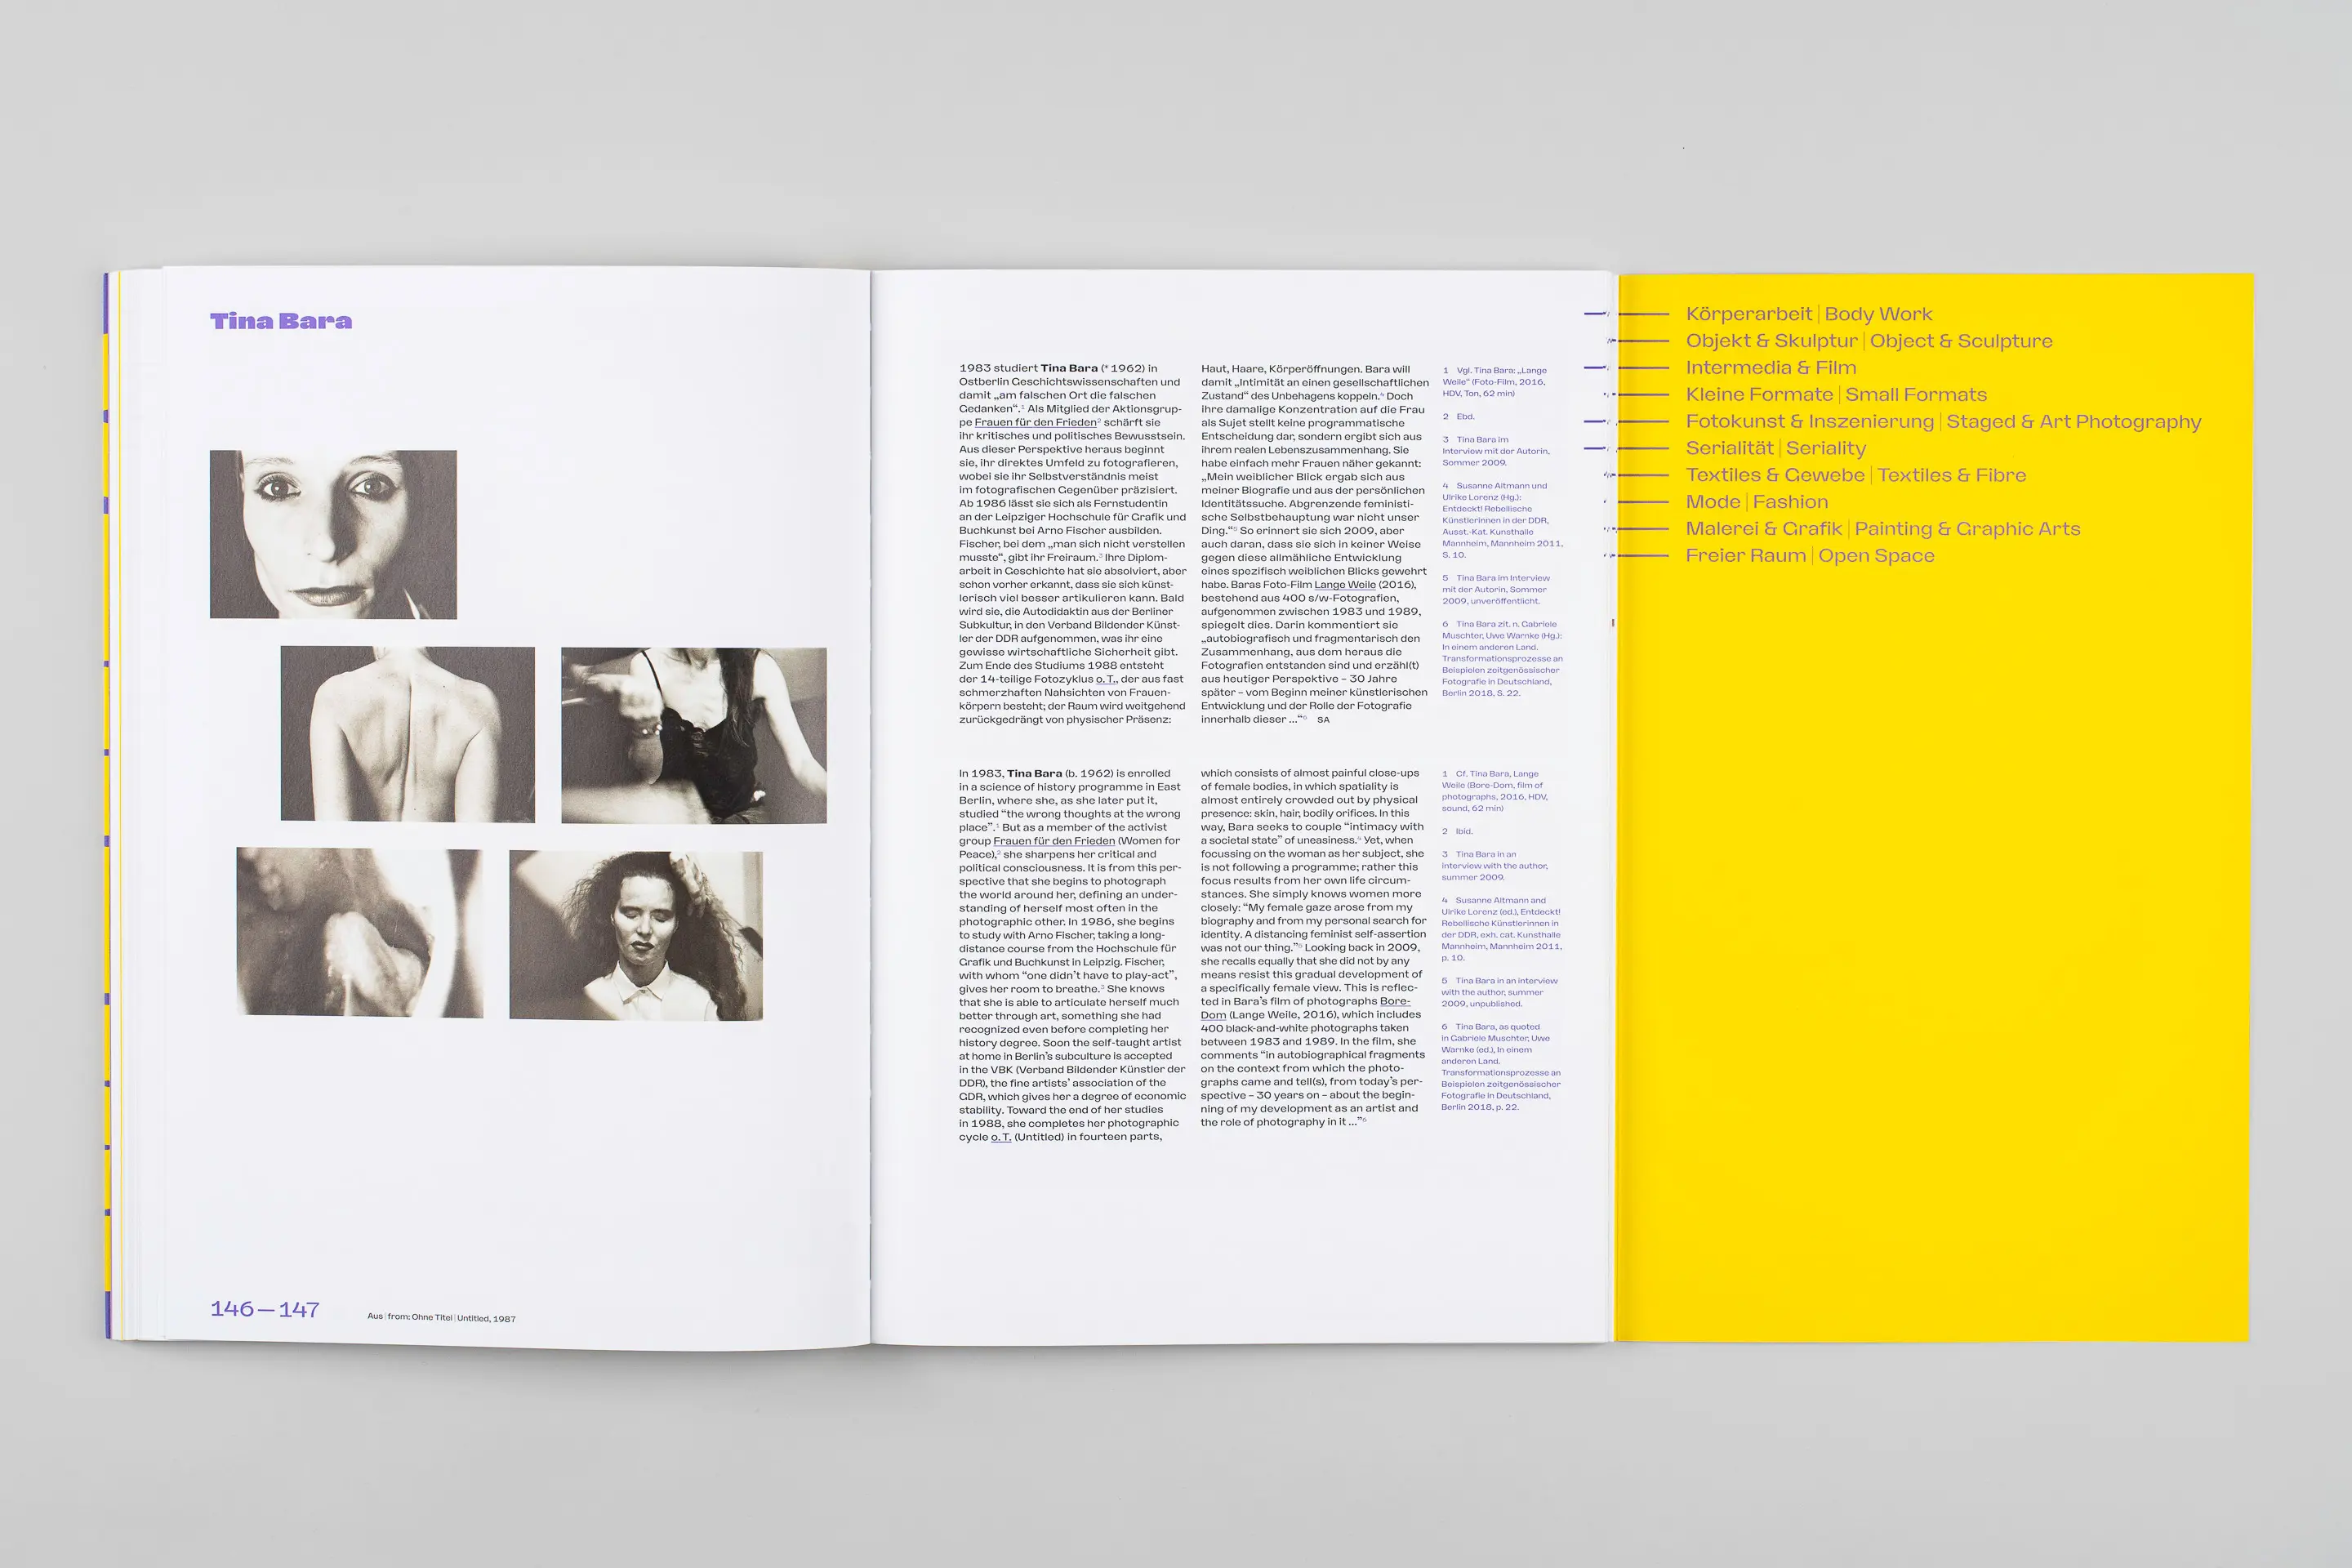 Tina Bara
146—147
Aus | from: Ohne Titel | Untitled, 1987
1983 studiert Tina Bara (* 1962) in
Ostberlin Geschichtswissenschaften und
damit „am falschen Ort die falschen
Gedanken“.¹ Als Mitglied der Aktionsgrup-
pe Frauen für den Frieden² schärft sie
ihr kritisches und politisches Bewusstsein.
Aus dieser Perspektive heraus beginnt
sie, ihr direktes Umfeld zu fotografieren,
wobei sie ihr Selbstverständnis meist
im fotografischen Gegenüber präzisiert.
Ab 1986 lässt sie sich als Fernstudentin
an der Leipziger Hochschule für Grafik und
Buchkunst bei Arno Fischer ausbilden.
Fischer, bei dem „man sich nicht verstellen
musste“, gibt ihr Freiraum.³ Ihre Diplom-
arbeit in Geschichte hat sie absolviert, aber
schon vorher erkannt, dass sie sich künst-
lerisch viel besser artikulieren kann. Bald
wird sie, die Autodidaktin aus der Berliner
Subkultur, in den Verband Bildender Künst-
ler der DDR aufgenommen, was ihr eine
gewisse wirtschaftliche Sicherheit gibt.
Zum Ende des Studiums 1988 entsteht
der 14-teilige Fotozyklus o. T., der aus fast
schmerzhaften Nahsichten von Frauen-
körpern besteht; der Raum wird weitgehend
zurückgedrängt von physischer Präsenz:
Haut, Haare, Körperöffnungen. Bara will
damit „Intimität an einen gesellschaftlichen
Zustand“ des Unbehagens koppeln.⁴ Doch
ihre damalige Konzentration auf die Frau
als Sujet stellt keine programmatische
Entscheidung dar, sondern ergibt sich aus
ihrem realen Lebenszusammenhang. Sie
habe einfach mehr Frauen näher gekannt:
„Mein weiblicher Blick ergab sich aus
meiner Biografie und aus der persönlichen
Identitätssuche. Abgrenzende feministi-
sche Selbstbehauptung war nicht unser
Ding.“⁵ So erinnert sie sich 2009, aber
auch daran, dass sie sich in keiner Weise
gegen diese allmähliche Entwicklung
eines spezifisch weiblichen Blicks gewehrt
habe. Baras Foto-Film Lange Weile (2016),
bestehend aus 400 s/w-Fotografien,
aufgenommen zwischen 1983 und 1989,
spiegelt dies. Darin kommentiert sie
„autobiografisch und fragmentarisch den
Zusammenhang, aus dem heraus die
Fotografien entstanden sind und erzähl(t)
aus heutiger Perspektive – 30 Jahre
später – vom Beginn meiner künstlerischen
Entwicklung und der Rolle der Fotografie
innerhalb dieser ...“⁶ SA
1 Vgl. Tina Bara: „Lange
Weile“ (Foto-Film, 2016,
HDV, Ton, 62 min)
2 Ebd.
3 Tina Bara im
Interview mit der Autorin,
Sommer 2009.
4 Susanne Altmann und
Ulrike Lorenz (Hg.):
Entdeckt! Rebellische
Künstlerinnen in der DDR,
Ausst.-Kat. Kunsthalle
Mannheim, Mannheim 2011,
S. 10.
5 Tina Bara im Interview
mit der Autorin, Sommer
2009, unveröffentlicht.
6 Tina Bara zit. n. Gabriele
Muschter, Uwe Warnke (Hg.):
In einem anderen Land.
Transformationsprozesse an
Beispielen zeitgenössischer
Fotografie in Deutschland,
Berlin 2018, S. 22.
In 1983, Tina Bara (b. 1962) is enrolled
in a science of history programme in East
Berlin, where she, as she later put it,
studied “the wrong thoughts at the wrong
place”.¹ But as a member of the activist
group Frauen für den Frieden (Women for
Peace),² she sharpens her critical and
political consciousness. It is from this per-
spective that she begins to photograph
the world around her, defining an under-
standing of herself most often in the
photographic other. In 1986, she begins
to study with Arno Fischer, taking a long-
distance course from the Hochschule für
Grafik und Buchkunst in Leipzig. Fischer,
with whom “one didn’t have to play-act”,
gives her room to breathe.³ She knows
that she is able to articulate herself much
better through art, something she had
recognized even before completing her
history degree. Soon the self-taught artist
at home in Berlin’s subculture is accepted
in the VBK (Verband Bildender Künstler der
DDR), the fine artists’ association of the
GDR, which gives her a degree of economic
stability. Toward the end of her studies
in 1988, she completes her photographic
cycle o. T. (Untitled) in fourteen parts,
which consists of almost painful close-ups
of female bodies, in which spatiality is
almost entirely crowded out by physical
presence: skin, hair, bodily orifices. In this
way, Bara seeks to couple “intimacy with
a societal state” of uneasiness.⁴ Yet, when
focussing on the woman as her subject, she
is not following a programme; rather this
focus results from her own life circum-
stances. She simply knows women more
closely: “My female gaze arose from my
biography and from my personal search for
identity. A distancing feminist self-assertion
was not our thing.”⁵ Looking back in 2009,
she recalls equally that she did not by any
means resist this gradual development of
a specifically female view. This is reflec-
ted in Bara’s film of photographs Bore-
Dom (Lange Weile, 2016), which includes
400 black-and-white photographs taken
between 1983 and 1989. In the film, she
comments “in autobiographical fragments
on the context from which the photo-
graphs came and tell(s), from today’s per-
spective – 30 years on – about the begin-
ning of my development as an artist and
the role of photography in it ...”⁶
1 Cf. Tina Bara, Lange
Weile (Bore-Dom, film of
photographs, 2016, HDV,
sound, 62 min)
2 Ibid.
3 Tina Bara in an
interview with the author,
summer 2009.
4 Susanne Altmann and
Ulrike Lorenz (ed.), Entdeckt!
Rebellische Künstlerinnen in
der DDR, exh. cat. Kunsthalle
Mannheim, Mannheim 2011,
p. 10.
5 Tina Bara in an interview
with the author, summer
2009, unpublished.
6 Tina Bara, as quoted
in Gabriele Muschter, Uwe
Warnke (ed.), In einem
anderen Land.
Transformationsprozesse an
Beispielen zeitgenössischer
Fotografie in Deutschland,
Berlin 2018, p. 22.
Körperarbeit | Body Work
Objekt & Skulptur | Object & Sculpture
Intermedia & Film
Kleine Formate | Small Formats
Fotokunst & Inszenierung | Staged & Art Photography
Serialität | Seriality
Textiles & Gewebe | Textiles & Fibre
Mode | Fashion
Malerei & Grafik | Painting & Graphic Arts
Freier Raum | Open Space